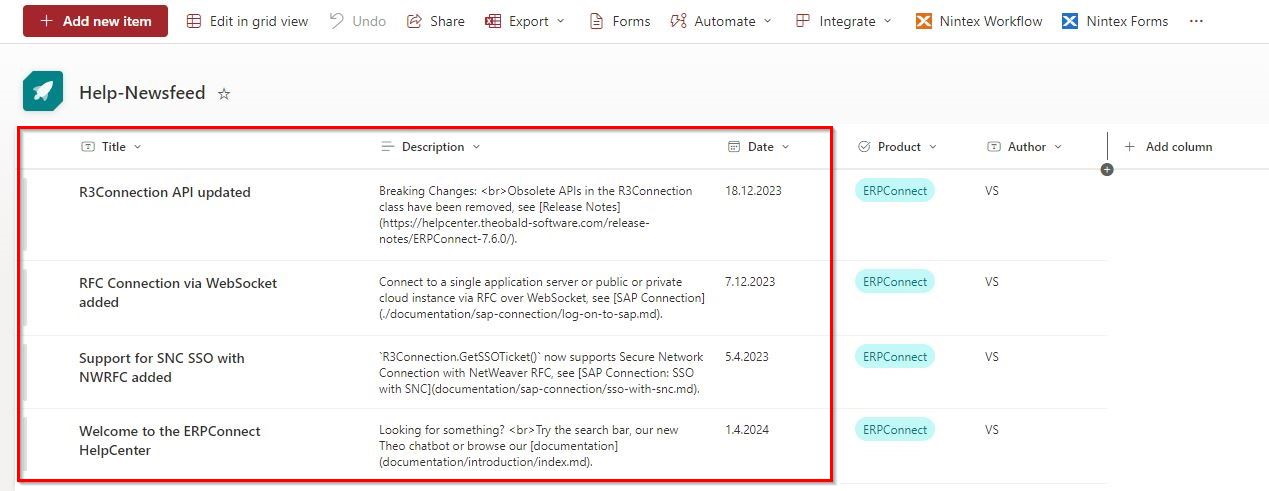 + Add new item Edit in grid view Undo Share Export Forms Automate Integrate Nintex Workflow Nintex Forms ...
Help-Newsfeed
Title Description Date Product Author + Add column
R3Connection API updated
Breaking Changes: <br>Obsolete APIs in the R3Connection
class have been removed, see [Release Notes]
(https://helpcenter.theobald-software.com/release-
notes/ERPConnect-7.6.0/).
18.12.2023
ERPConnect
VS
RFC Connection via WebSocket
added
Connect to a single application server or public or private
cloud instance via RFC over WebSocket, see [SAP Connection]
(./documentation/sap-connection/log-on-to-sap.md).
7.12.2023
ERPConnect
VS
Support for SNC SSO with
NWRFC added
`R3Connection.GetSSOTicket()` now supports Secure Network
Connection with NetWeaver RFC, see [SAP Connection: SSO
with SNC](documentation/sap-connection/sso-with-snc.md).
5.4.2023
ERPConnect
VS
Welcome to the ERPConnect
HelpCenter
Looking for something? <br>Try the search bar, our new
Theo chatbot or browse our [documentation]
(documentation/introduction/index.md).
1.4.2024
ERPConnect
VS